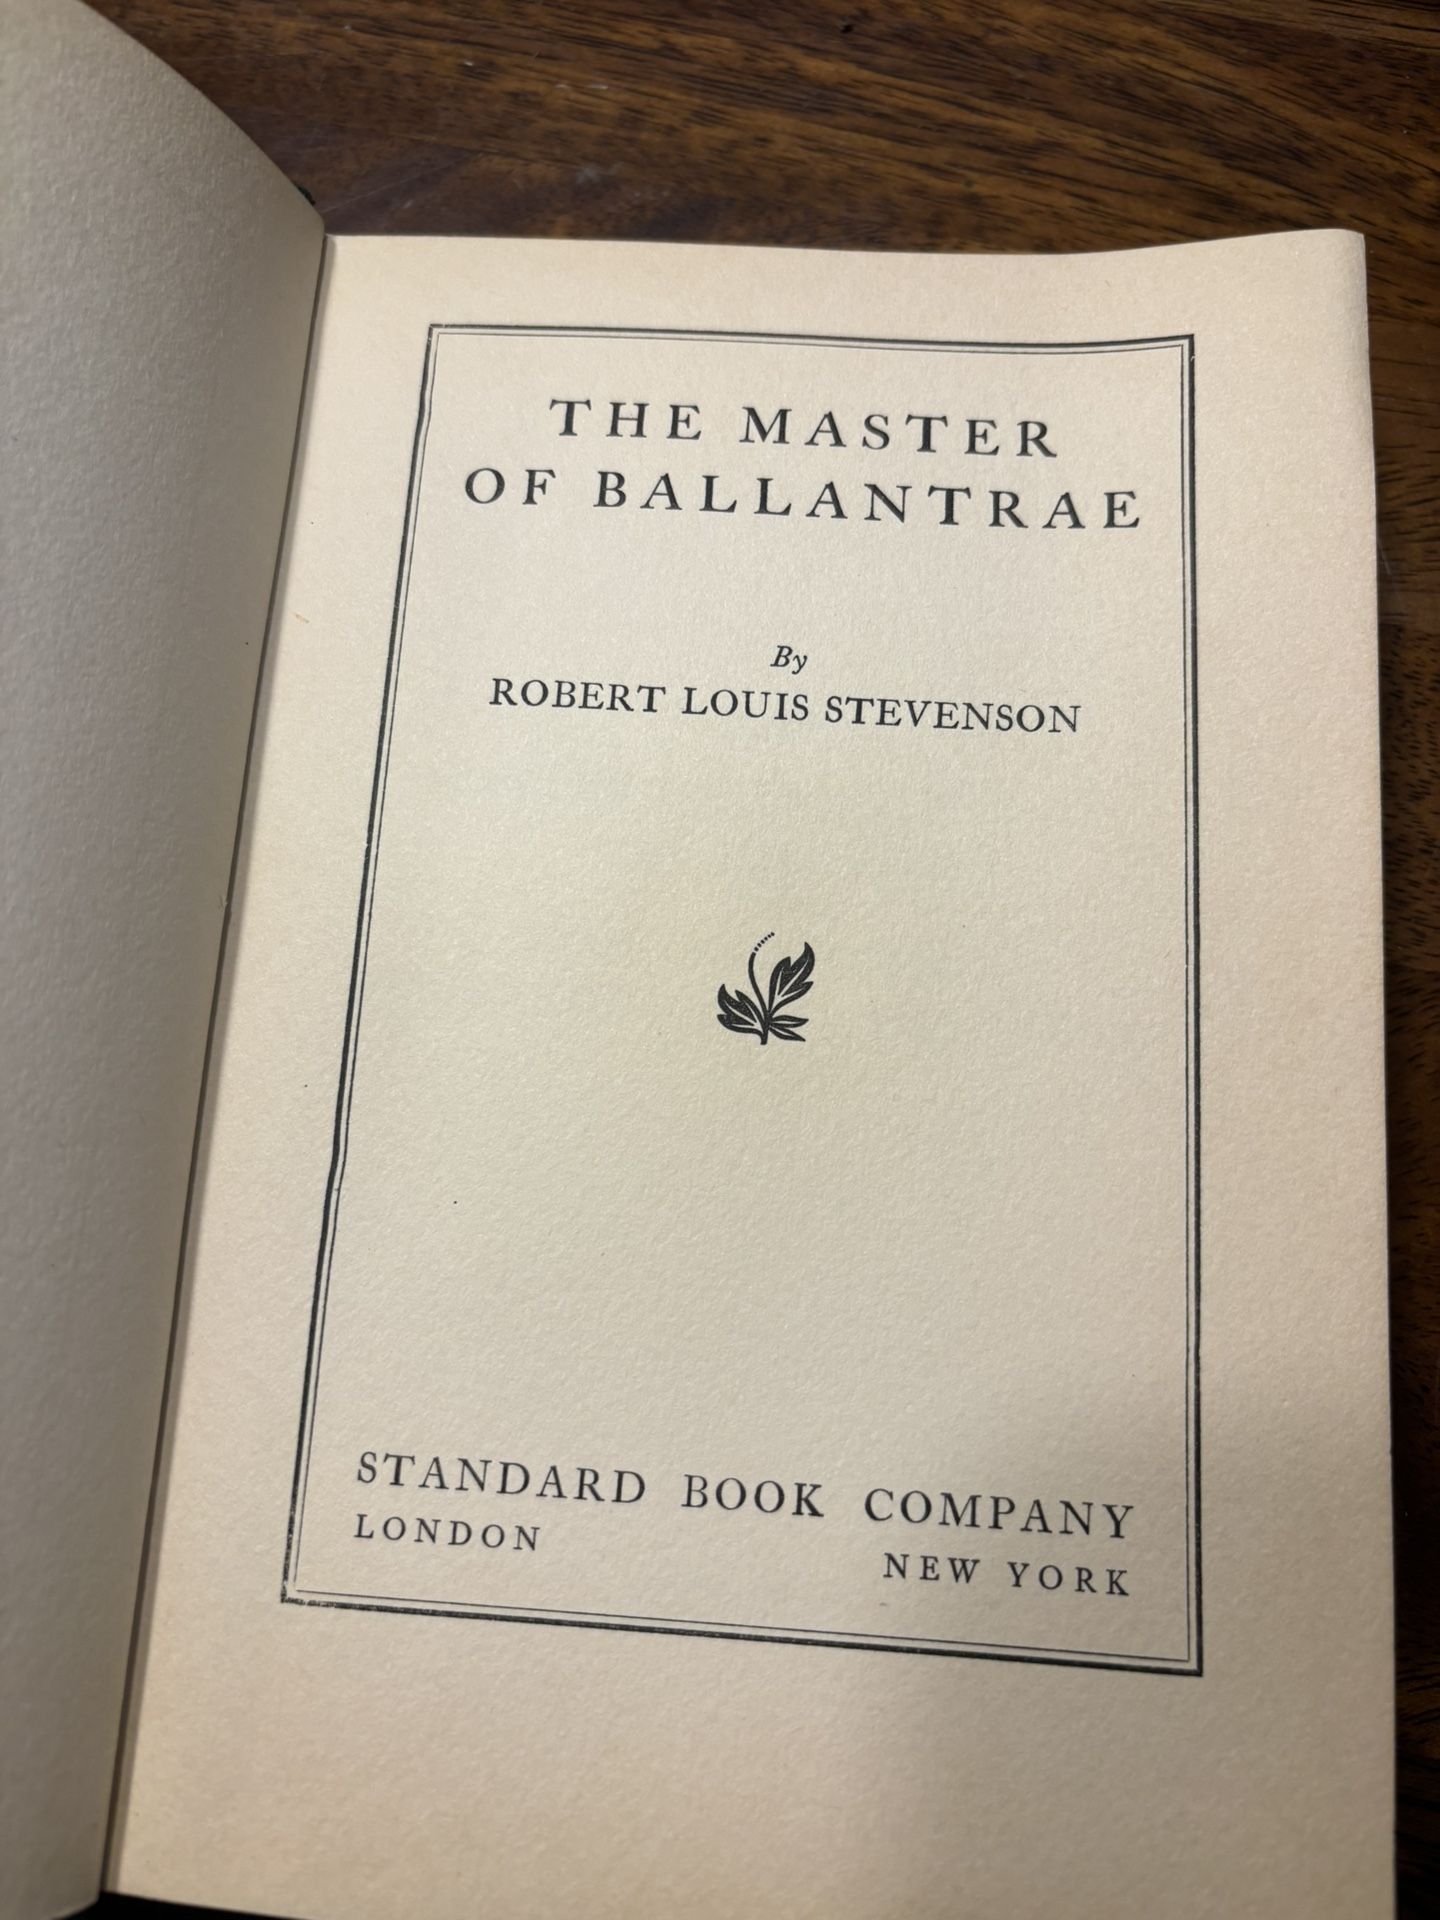 THE MASTER
OF BALLANTRAE
By
ROBERT LOUIS STEVENSON
STANDARD BOOK COMPANY
LONDON
NEW YORK